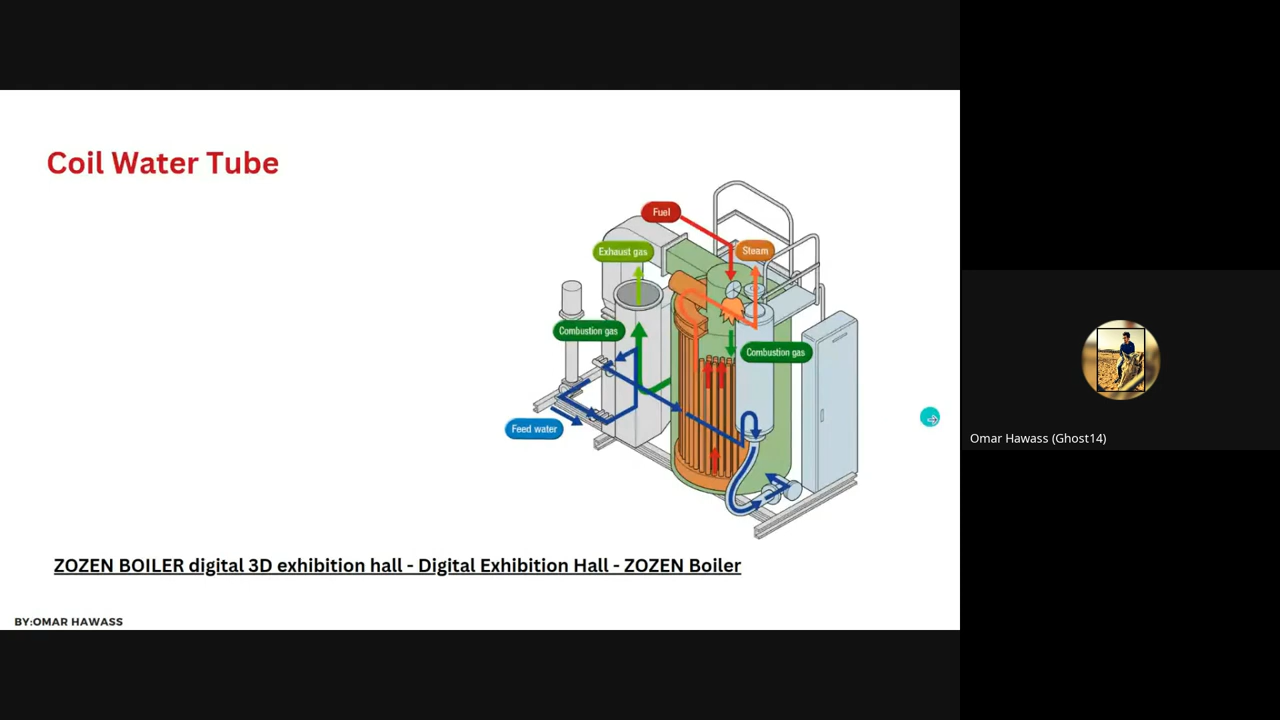 Coil Water Tube
Fuel
Exhaust gas
Steam
Combustion gas
Combustion gas
Feed water
ZOZEN BOILER digital 3D exhibition hall - Digital Exhibition Hall - ZOZEN Boiler
BY:OMAR HAWASS
Omar Hawass (Ghost14)